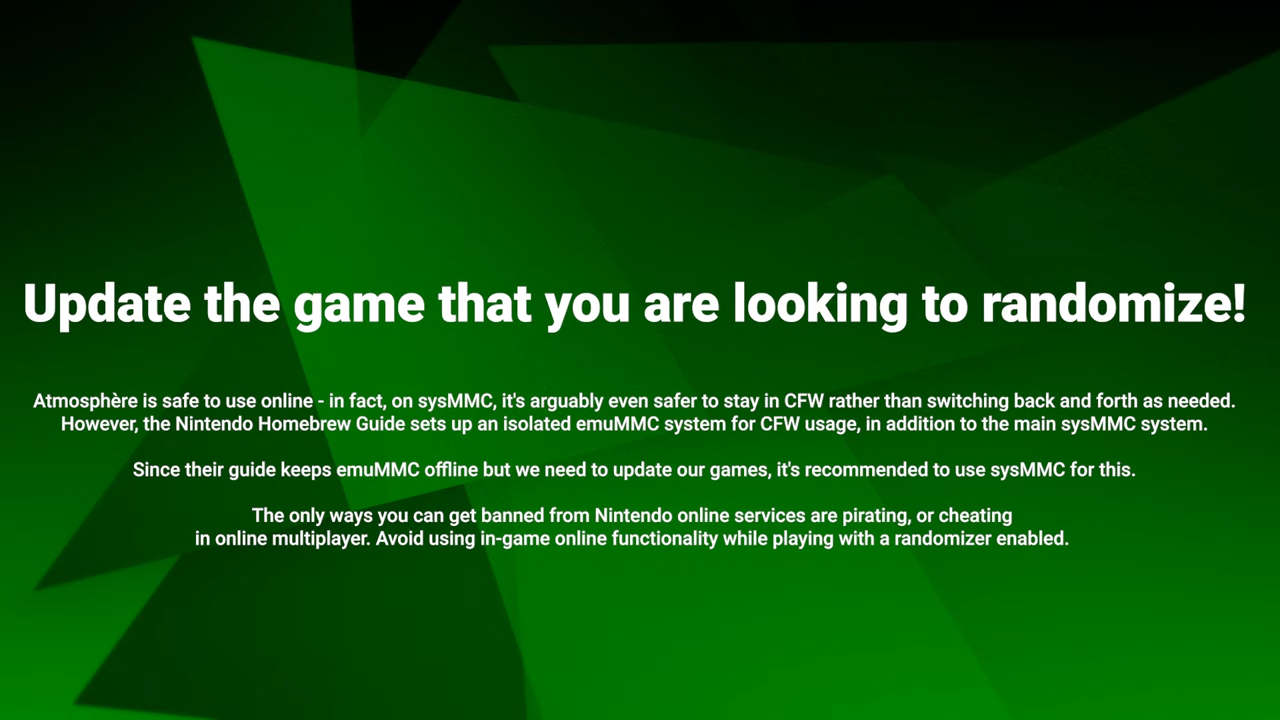 Update the game that you are looking to randomize!
Atmosphère is safe to use online - in fact, on sysMMC, it's arguably even safer to stay in CFW rather than switching back and forth as needed.
However, the Nintendo Homebrew Guide sets up an isolated emuMMC system for CFW usage, in addition to the main sysMMC system.
Since their guide keeps emuMMC offline but we need to update our games, it's recommended to use sysMMC for this.
The only ways you can get banned from Nintendo online services are pirating, or cheating
in online multiplayer. Avoid using in-game online functionality while playing with a randomizer enabled.